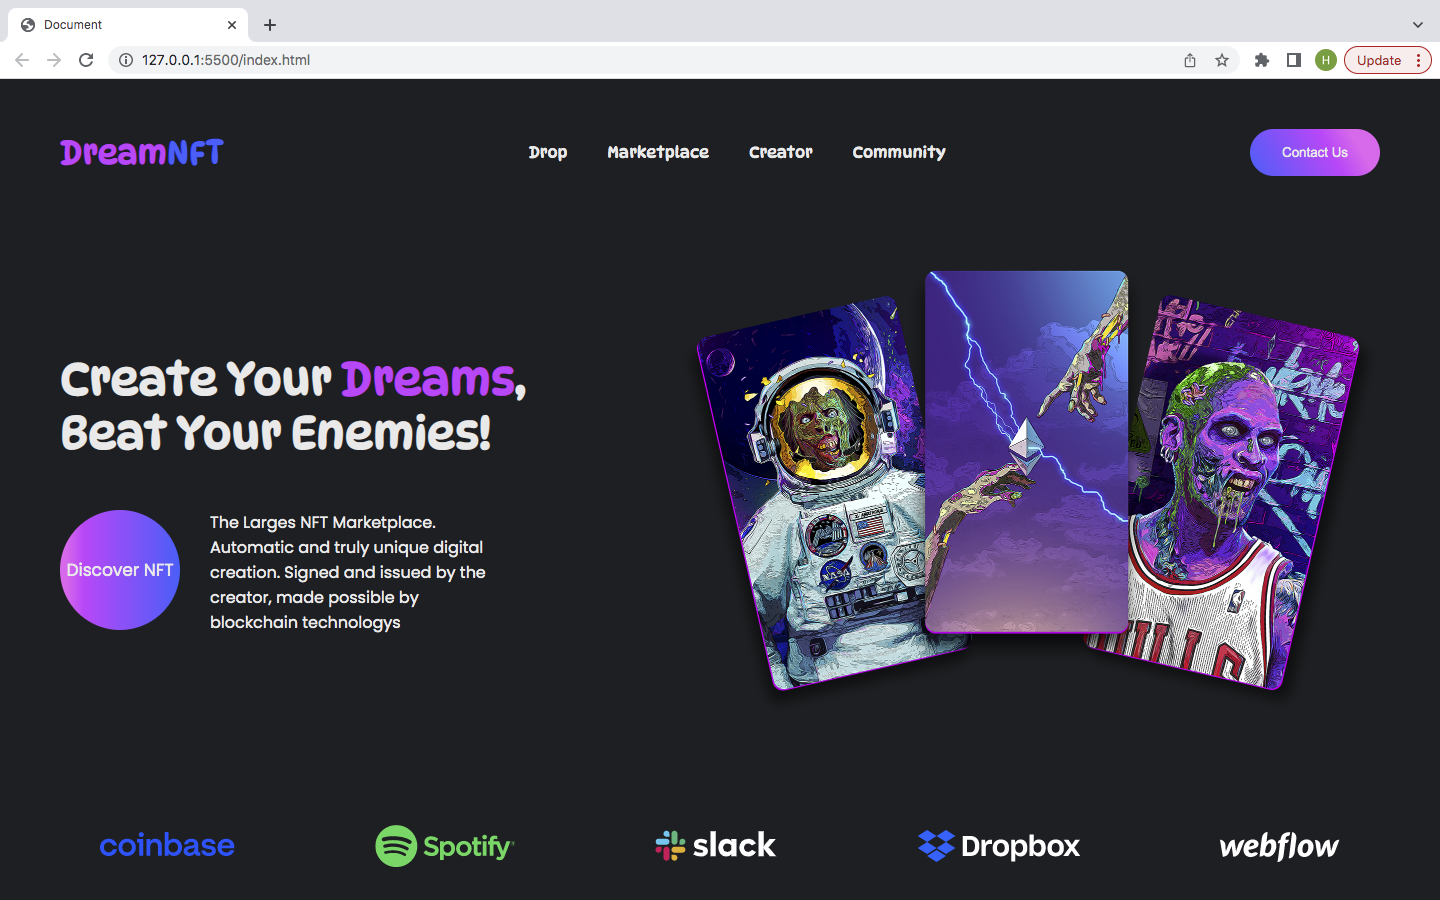 Document
127.0.0.1:5500/index.html
H
Update
DreamNFT
Drop
Marketplace
Creator
Community
Contact Us
Create Your Dreams,
Beat Your Enemies!
Discover NFT
The Larges NFT Marketplace.
Automatic and truly unique digital
creation. Signed and issued by the
creator, made possible by
blockchain technologys
NASA
coinbase
Spotify
slack
Dropbox
webflow